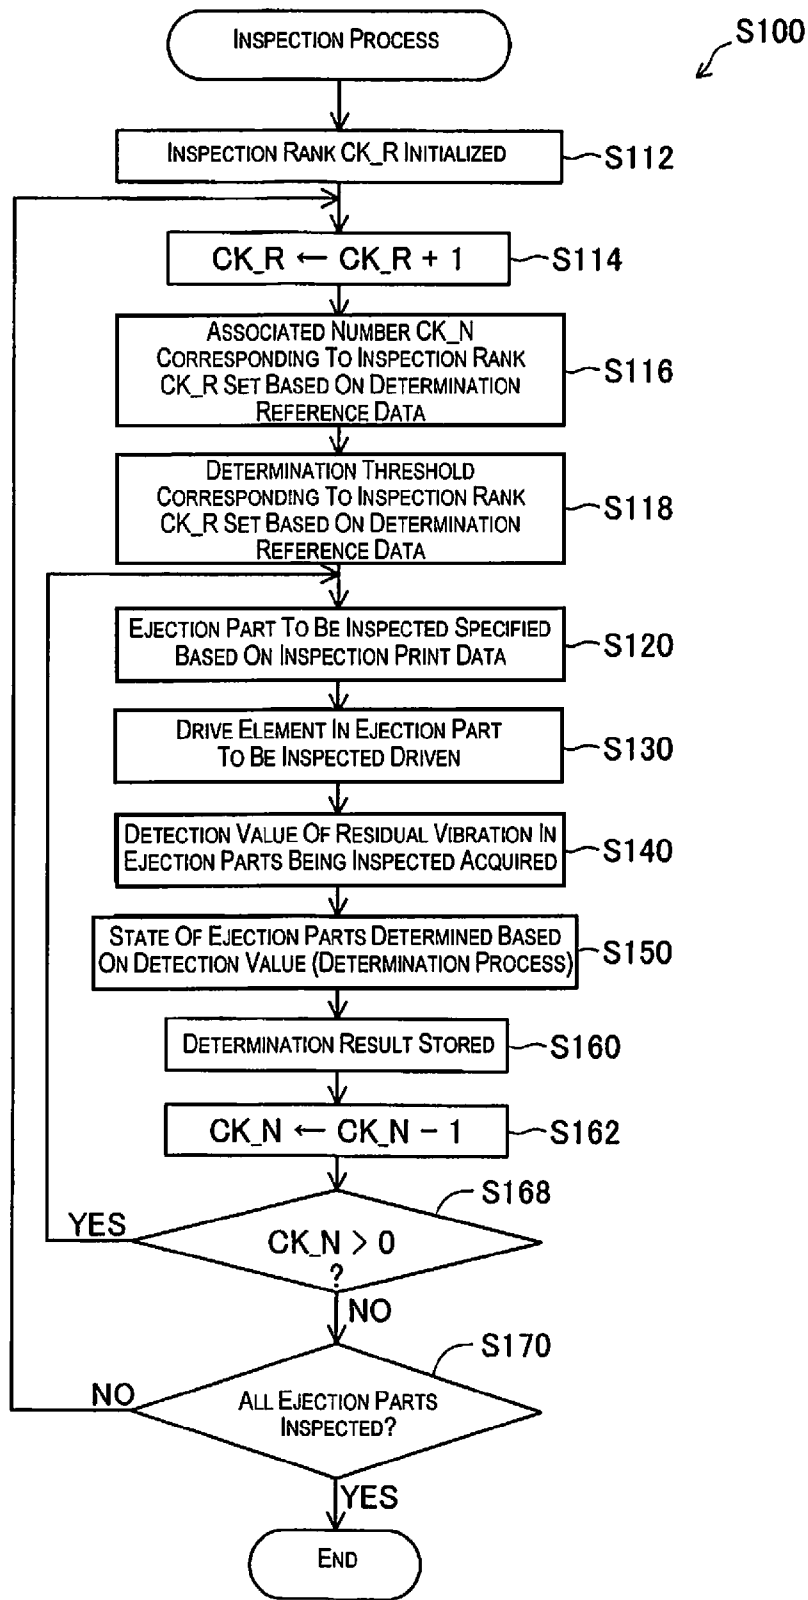 INSPECTION PROCESS
S100
INSPECTION RANK CK_R INITIALIZED
S112
CK_R ← CK_R + 1
S114
ASSOCIATED NUMBER CK_N
CORRESPONDING TO INSPECTION RANK
CK_R SET BASED ON DETERMINATION
REFERENCE DATA
S116
DETERMINATION THRESHOLD
CORRESPONDING TO INSPECTION RANK
CK_R SET BASED ON DETERMINATION
REFERENCE DATA
S118
EJECTION PART TO BE INSPECTED SPECIFIED
BASED ON INSPECTION PRINT DATA
S120
DRIVE ELEMENT IN EJECTION PART
TO BE INSPECTED DRIVEN
S130
DETECTION VALUE OF RESIDUAL VIBRATION IN
EJECTION PARTS BEING INSPECTED ACQUIRED
S140
STATE OF EJECTION PARTS DETERMINED BASED
ON DETECTION VALUE (DETERMINATION PROCESS)
S150
DETERMINATION RESULT STORED
S160
CK_N ← CK_N − 1
S162
S168
YES
CK_N > 0
?
NO
S170
NO
ALL EJECTION PARTS
INSPECTED?
YES
END